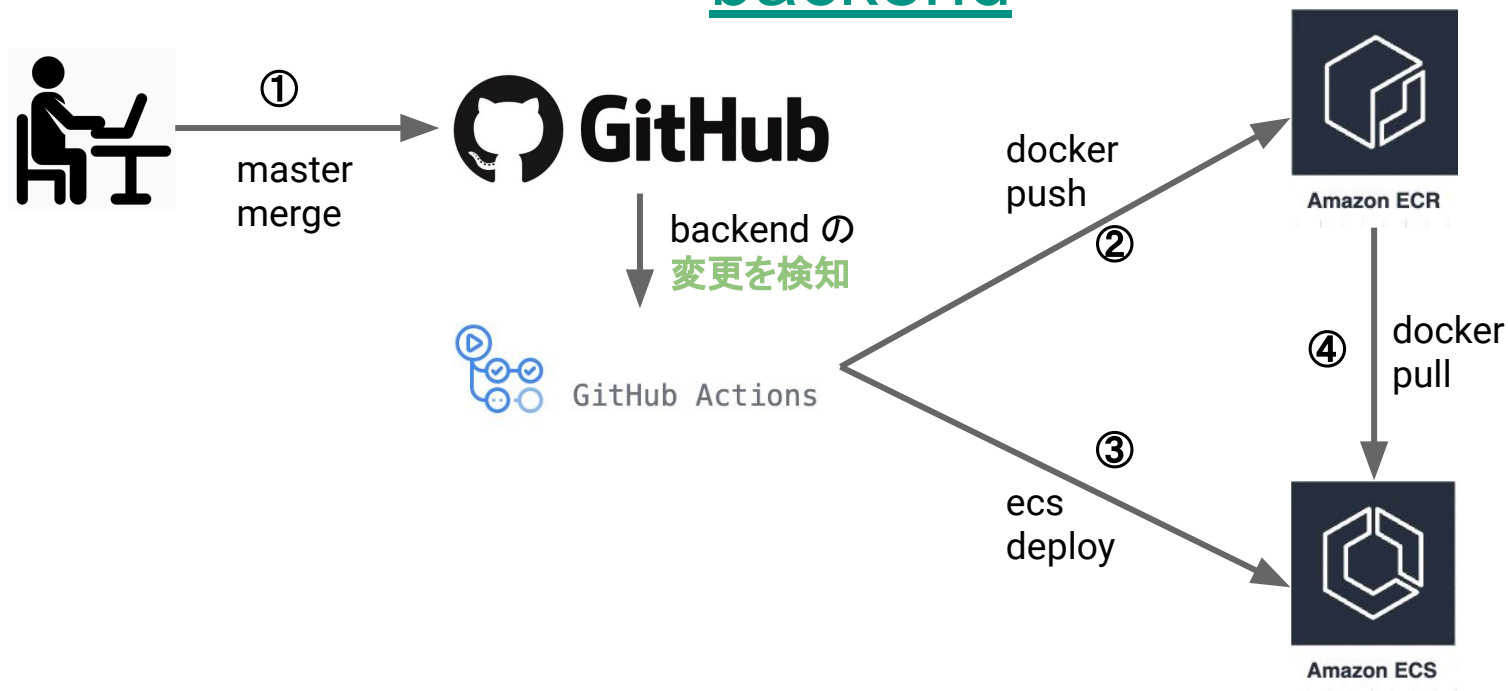 backend
①
master
merge
GitHub
backend の
変更を検知
GitHub Actions
docker
push
②
Amazon ECR
④
docker
pull
③
ecs
deploy
Amazon ECS